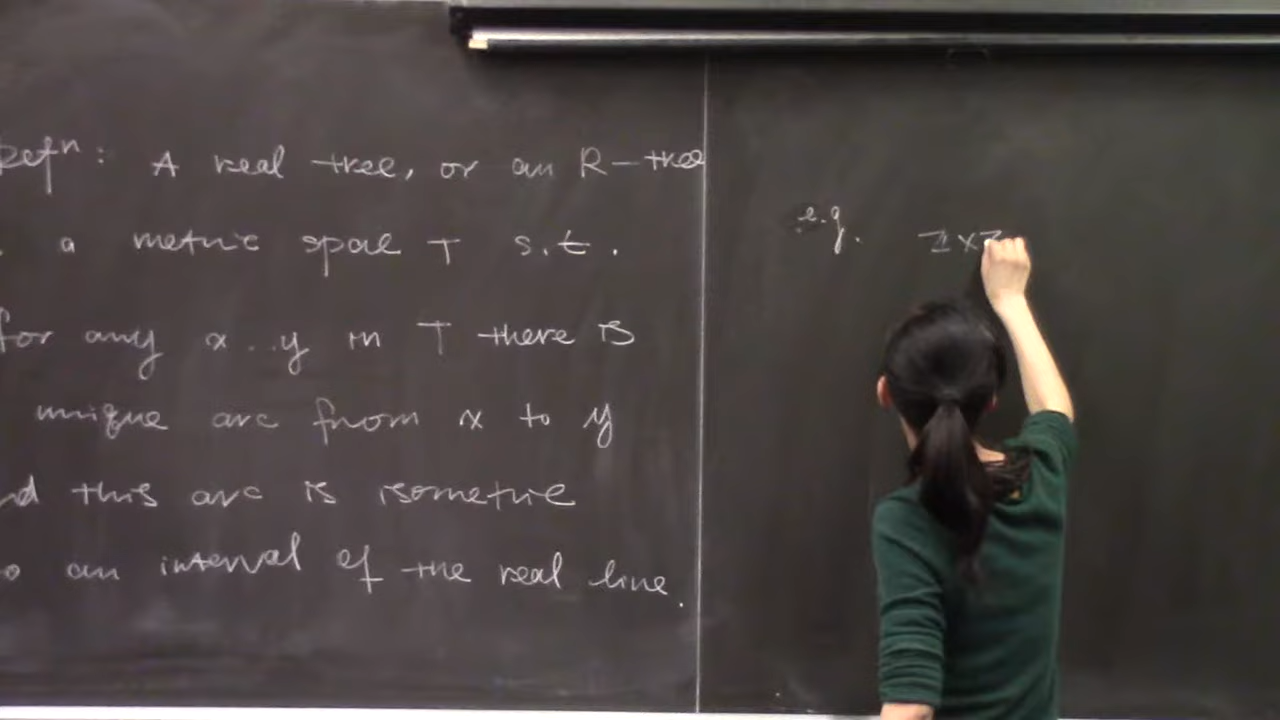 Defⁿ: A real tree, or an R-tree
a metric space T s.t.
for any x..y in T there is
unique arc from x to y
nd this arc is isometric
o an interval of the real line.
e.g. Z×Z